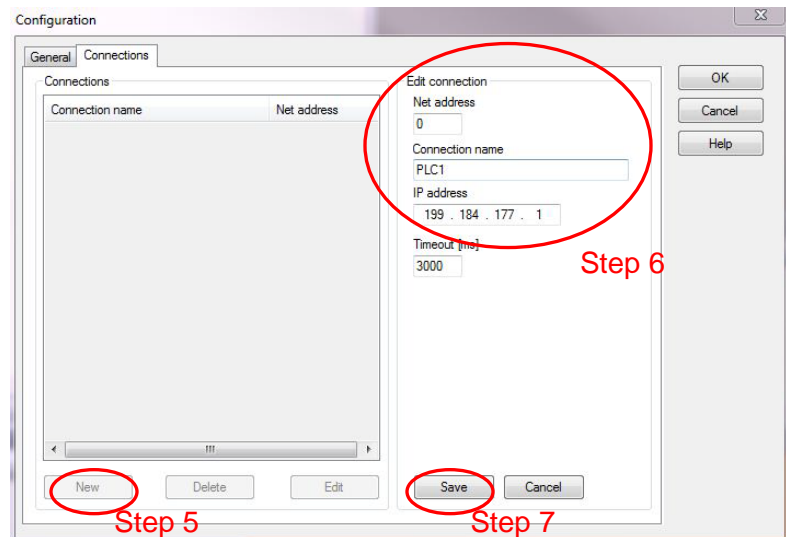 Configuration
General Connections
Connections
Connection name Net address
Edit connection
Net address
0
Connection name
PLC1
IP address
199 . 184 . 177 . 1
Timeout [ms]
3000
Step 6
OK
Cancel
Help
New Delete Edit
Save Cancel
Step 5
Step 7